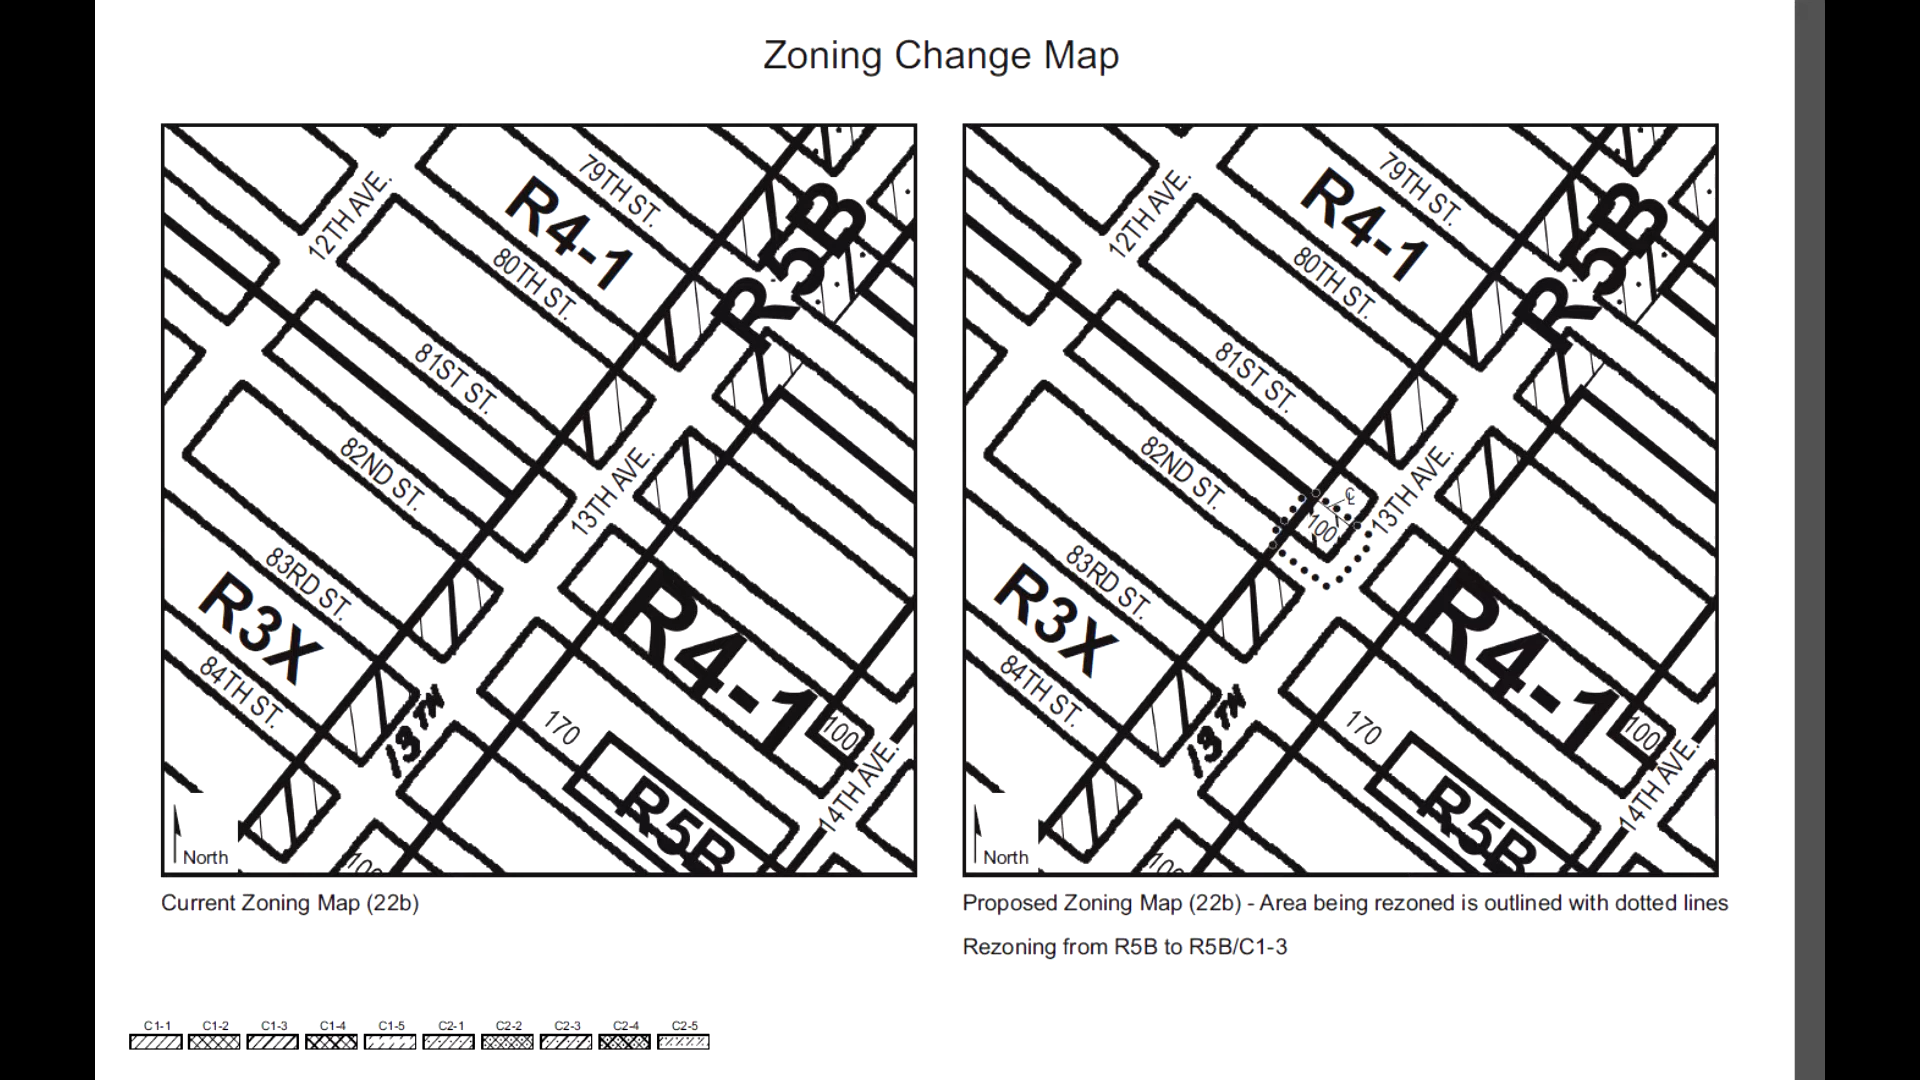 Zoning Change Map
79TH ST.
R4-1
12TH AVE.
R5B
80TH ST.
81ST ST.
82ND ST.
13TH AVE.
83RD ST.
R3X
R4-1
84TH ST.
13TH
170
100
R5B
14TH AVE.
North
100
79TH ST.
R4-1
12TH AVE.
R5B
80TH ST.
81ST ST.
82ND ST.
13TH AVE.
℄
100
83RD ST.
R3X
R4-1
84TH ST.
13TH
170
100
R5B
14TH AVE.
North
100
Current Zoning Map (22b)
Proposed Zoning Map (22b) - Area being rezoned is outlined with dotted lines
Rezoning from R5B to R5B/C1-3
C1-1 C1-2 C1-3 C1-4 C1-5 C2-1 C2-2 C2-3 C2-4 C2-5